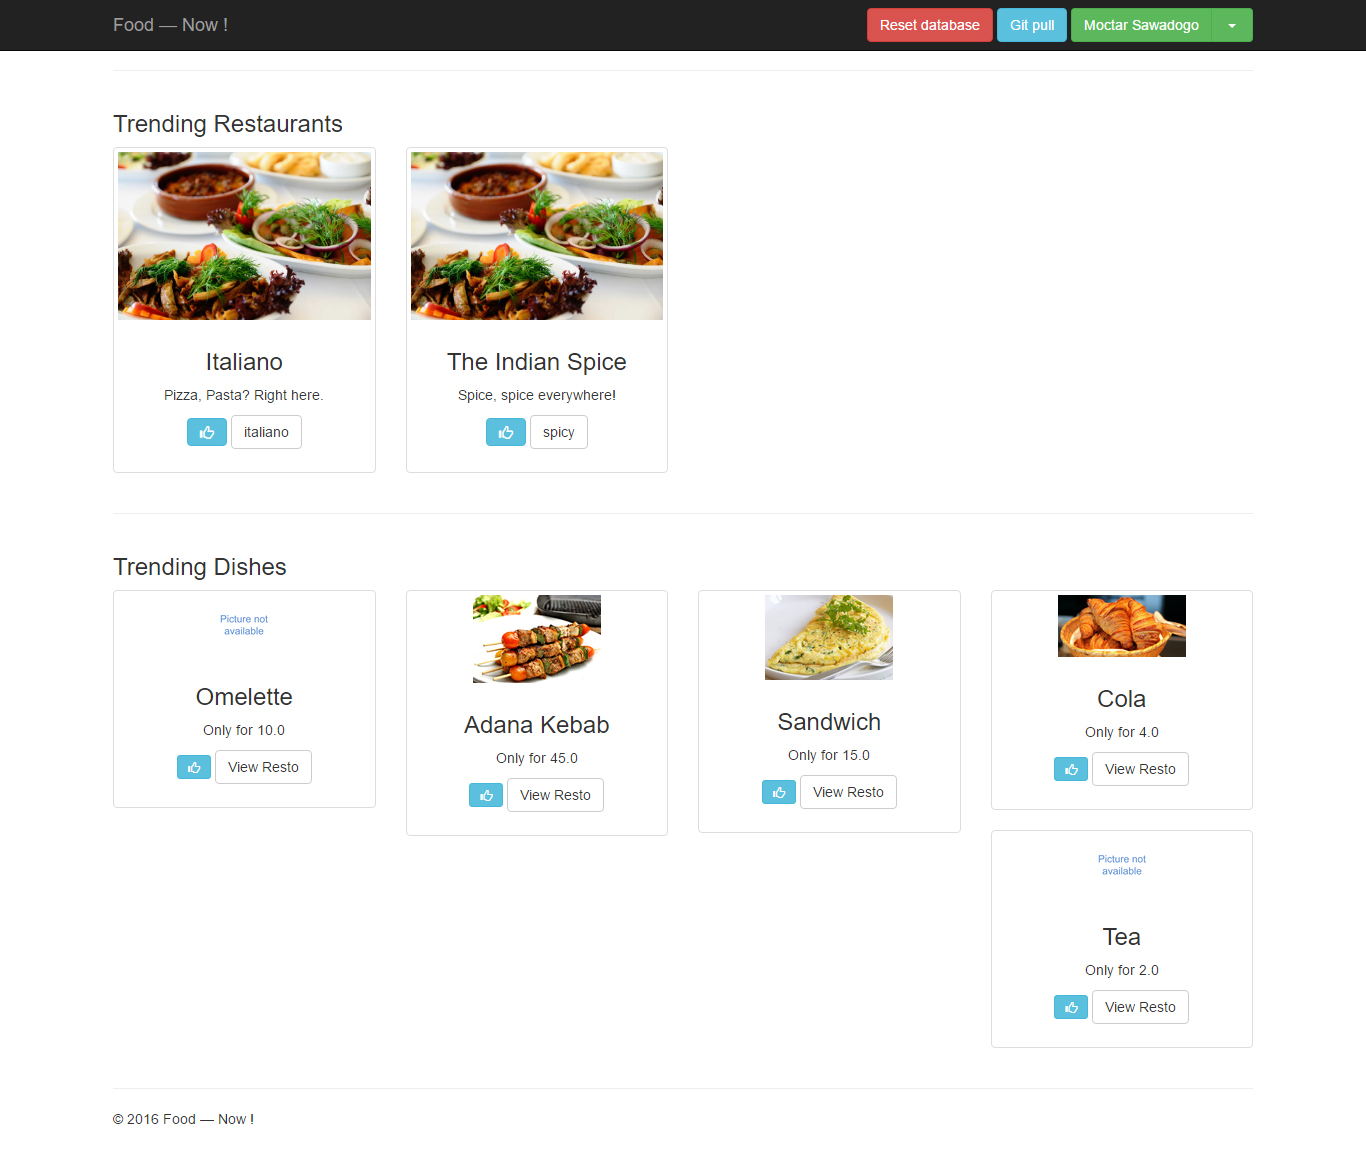 Food — Now !
Reset database
Git pull
Moctar Sawadogo
Trending Restaurants
Italiano
Pizza, Pasta? Right here.
italiano
The Indian Spice
Spice, spice everywhere!
spicy
Trending Dishes
Picture not
available
Omelette
Only for 10.0
View Resto
Adana Kebab
Only for 45.0
View Resto
Sandwich
Only for 15.0
View Resto
Cola
Only for 4.0
View Resto
Picture not
available
Tea
Only for 2.0
View Resto
© 2016 Food — Now !